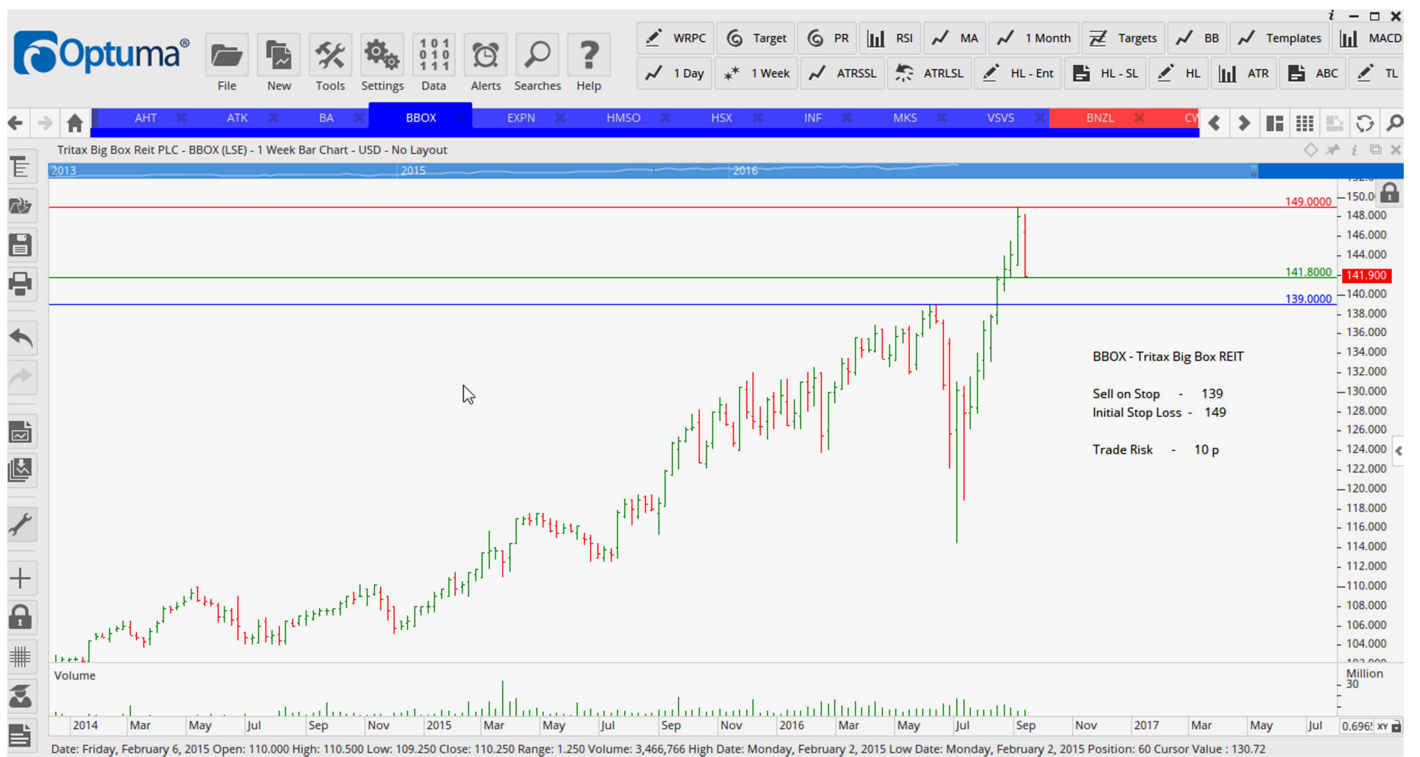 i
Optuma®
File New Tools Settings Data Alerts Searches Help
WRPC Target PR RSI MA 1 Month Targets BB Templates MACD
1 Day 1 Week ATRSSL ATRLSL HL - Ent HL - SL HL ATR ABC TL
101
010
111
AHT ATK BA BBOX EXPN HMSO HSX INF MKS VSVS BNZL
Tritax Big Box Reit PLC - BBOX (LSE) - 1 Week Bar Chart - USD - No Layout
2013 2015 2016
149.0000
141.8000
139.0000
150.0
148.000
146.000
144.000
141.900
140.000
138.000
136.000
134.000
132.000
130.000
128.000
126.000
124.000
122.000
120.000
118.000
116.000
114.000
112.000
110.000
108.000
106.000
104.000
BBOX - Tritax Big Box REIT
Sell on Stop - 139
Initial Stop Loss - 149
Trade Risk - 10 p
Volume
Million
30
2014 Mar May Jul Sep Nov 2015 Mar May Jul Sep Nov 2016 Mar May Jul Sep Nov 2017 Mar May Jul
XY
Date: Friday, February 6, 2015 Open: 110.000 High: 110.500 Low: 109.250 Close: 110.250 Range: 1.250 Volume: 3,466,766 High Date: Monday, February 2, 2015 Low Date: Monday, February 2, 2015 Position: 60 Cursor Value : 130.72